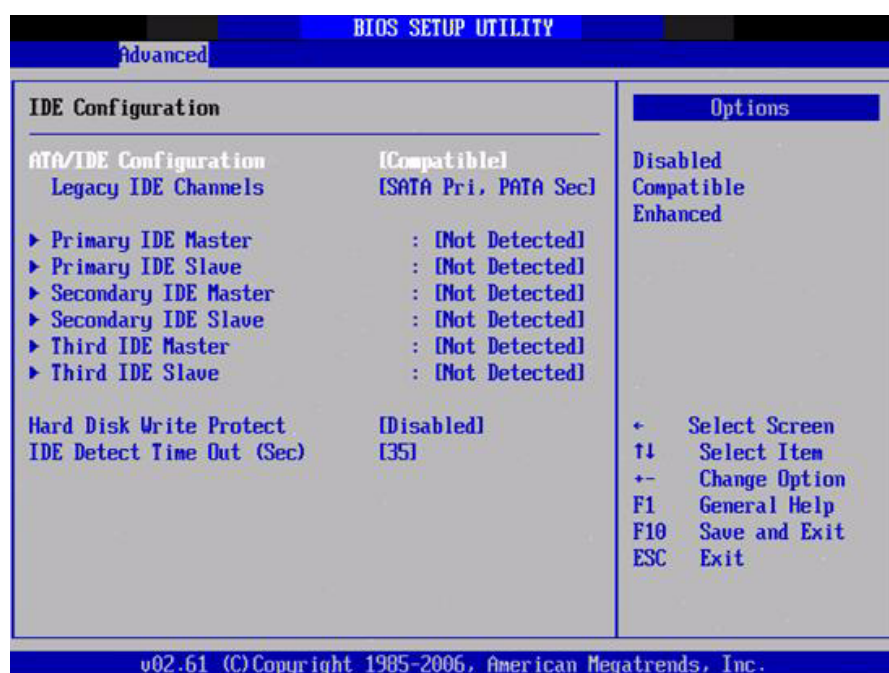 BIOS SETUP UTILITY
Advanced
IDE Configuration
ATA/IDE Configuration [Compatible]
Legacy IDE Channels [SATA Pri, PATA Sec]
▶ Primary IDE Master : [Not Detected]
▶ Primary IDE Slave : [Not Detected]
▶ Secondary IDE Master : [Not Detected]
▶ Secondary IDE Slave : [Not Detected]
▶ Third IDE Master : [Not Detected]
▶ Third IDE Slave : [Not Detected]
Hard Disk Write Protect [Disabled]
IDE Detect Time Out (Sec) [35]
Options
Disabled
Compatible
Enhanced
← Select Screen
↑↓ Select Item
+- Change Option
F1 General Help
F10 Save and Exit
ESC Exit
v02.61 (C)Copyright 1985-2006, American Megatrends, Inc.